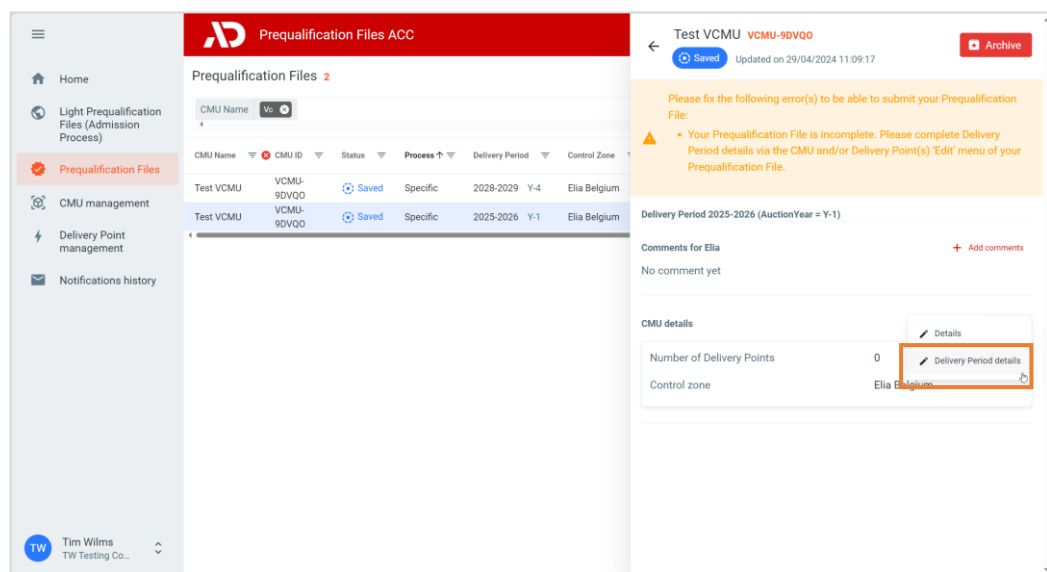 Home
Light Prequalification
Files (Admission
Process)
Prequalification Files
CMU management
Delivery Point
management
Notifications history
TW
Tim Wilms
TW Testing Co...
Prequalification Files ACC
Prequalification Files 2
CMU Name Vc
CMU Name CMU ID Status Process Delivery Period Control Zone
Test VCMU VCMU-9DVQO Saved Specific 2028-2029 Y-4 Elia Belgium
Test VCMU VCMU-9DVQO Saved Specific 2025-2026 Y-1 Elia Belgium
Test VCMU VCMU-9DVQO
Saved Updated on 29/04/2024 11:09:17
Archive
Please fix the following error(s) to be able to submit your Prequalification
File:
• Your Prequalification File is incomplete. Please complete Delivery
Period details via the CMU and/or Delivery Point(s) 'Edit' menu of your
Prequalification File.
Delivery Period 2025-2026 (AuctionYear = Y-1)
Comments for Elia + Add comments
No comment yet
CMU details
Details
Number of Delivery Points 0
Delivery Period details
Control zone Elia Belgium